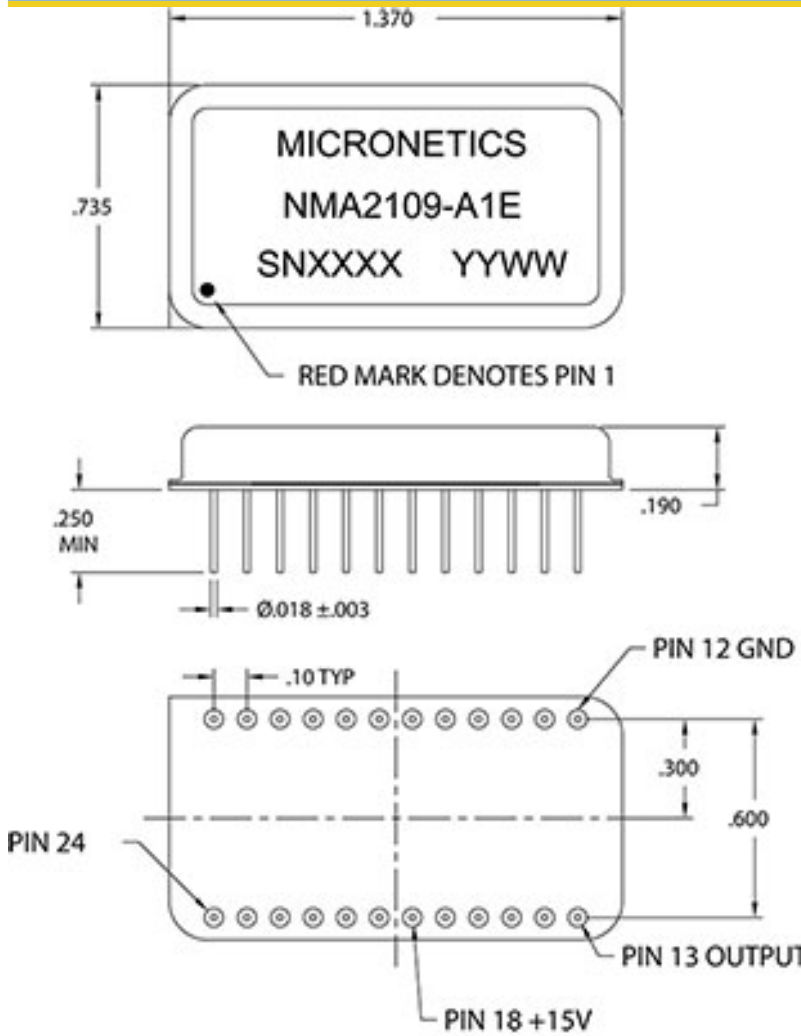 1.370
MICRONETICS
NMA2109-A1E
SNXXXX YYWW
.735
RED MARK DENOTES PIN 1
.250
MIN
.190
Ø.018 ±.003
.10 TYP
PIN 12 GND
.300
.600
PIN 24
PIN 13 OUTPUT
PIN 18 +15V